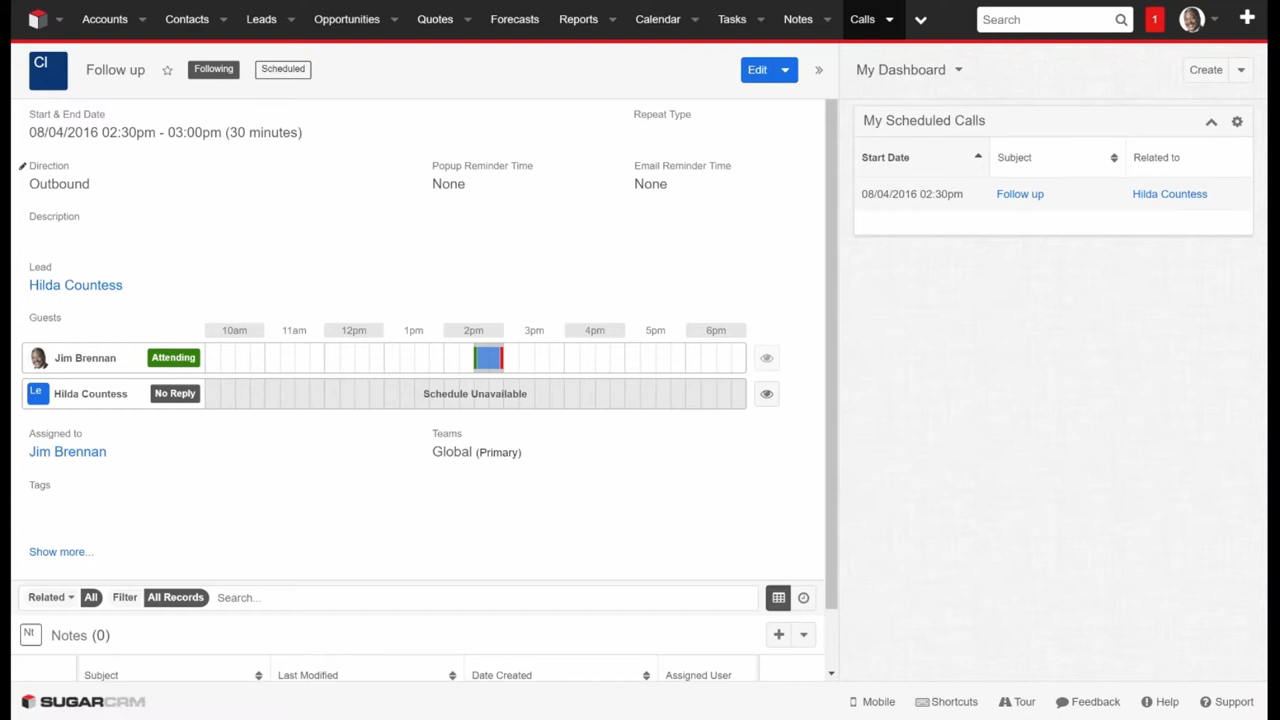 Accounts Contacts Leads Opportunities Quotes Forecasts Reports Calendar Tasks Notes Calls Search 1
Cl Follow up Following Scheduled Edit
My Dashboard Create
Start & End Date Repeat Type
08/04/2016 02:30pm - 03:00pm (30 minutes)
Direction Popup Reminder Time Email Reminder Time
Outbound None None
Description
Lead
Hilda Countess
Guests
10am 11am 12pm 1pm 2pm 3pm 4pm 5pm 6pm
Jim Brennan Attending
Le Hilda Countess No Reply Schedule Unavailable
Assigned to Teams
Jim Brennan Global (Primary)
Tags
Show more...
Related All Filter All Records Search...
Nt Notes (0)
Subject Last Modified Date Created Assigned User
My Scheduled Calls
Start Date Subject Related to
08/04/2016 02:30pm Follow up Hilda Countess
SUGARCRM Mobile Shortcuts Tour Feedback Help Support